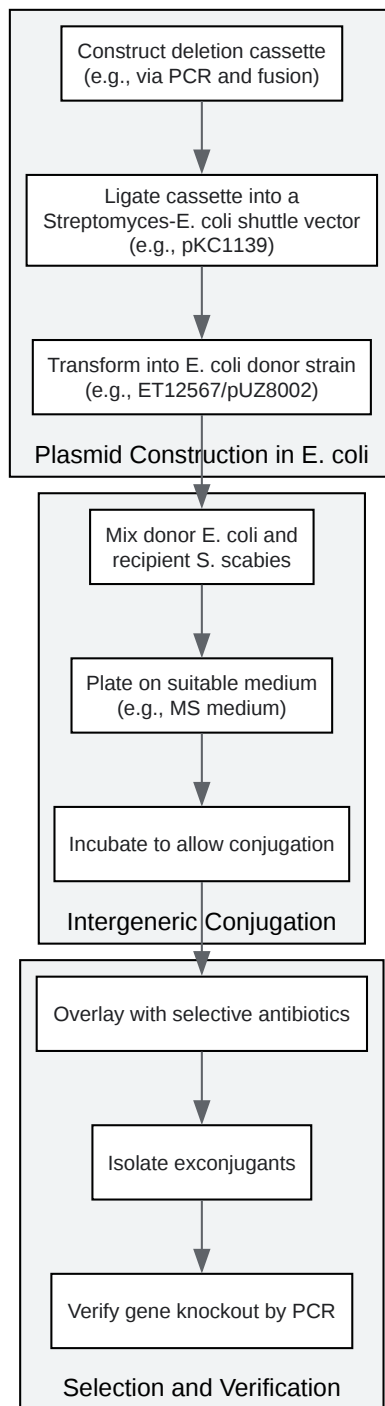 Construct deletion cassette
(e.g., via PCR and fusion)
Ligate cassette into a
Streptomyces-E. coli shuttle vector
(e.g., pKC1139)
Transform into E. coli donor strain
(e.g., ET12567/pUZ8002)
Plasmid Construction in E. coli
Mix donor E. coli and
recipient S. scabies
Plate on suitable medium
(e.g., MS medium)
Incubate to allow conjugation
Intergeneric Conjugation
Overlay with selective antibiotics
Isolate exconjugants
Verify gene knockout by PCR
Selection and Verification